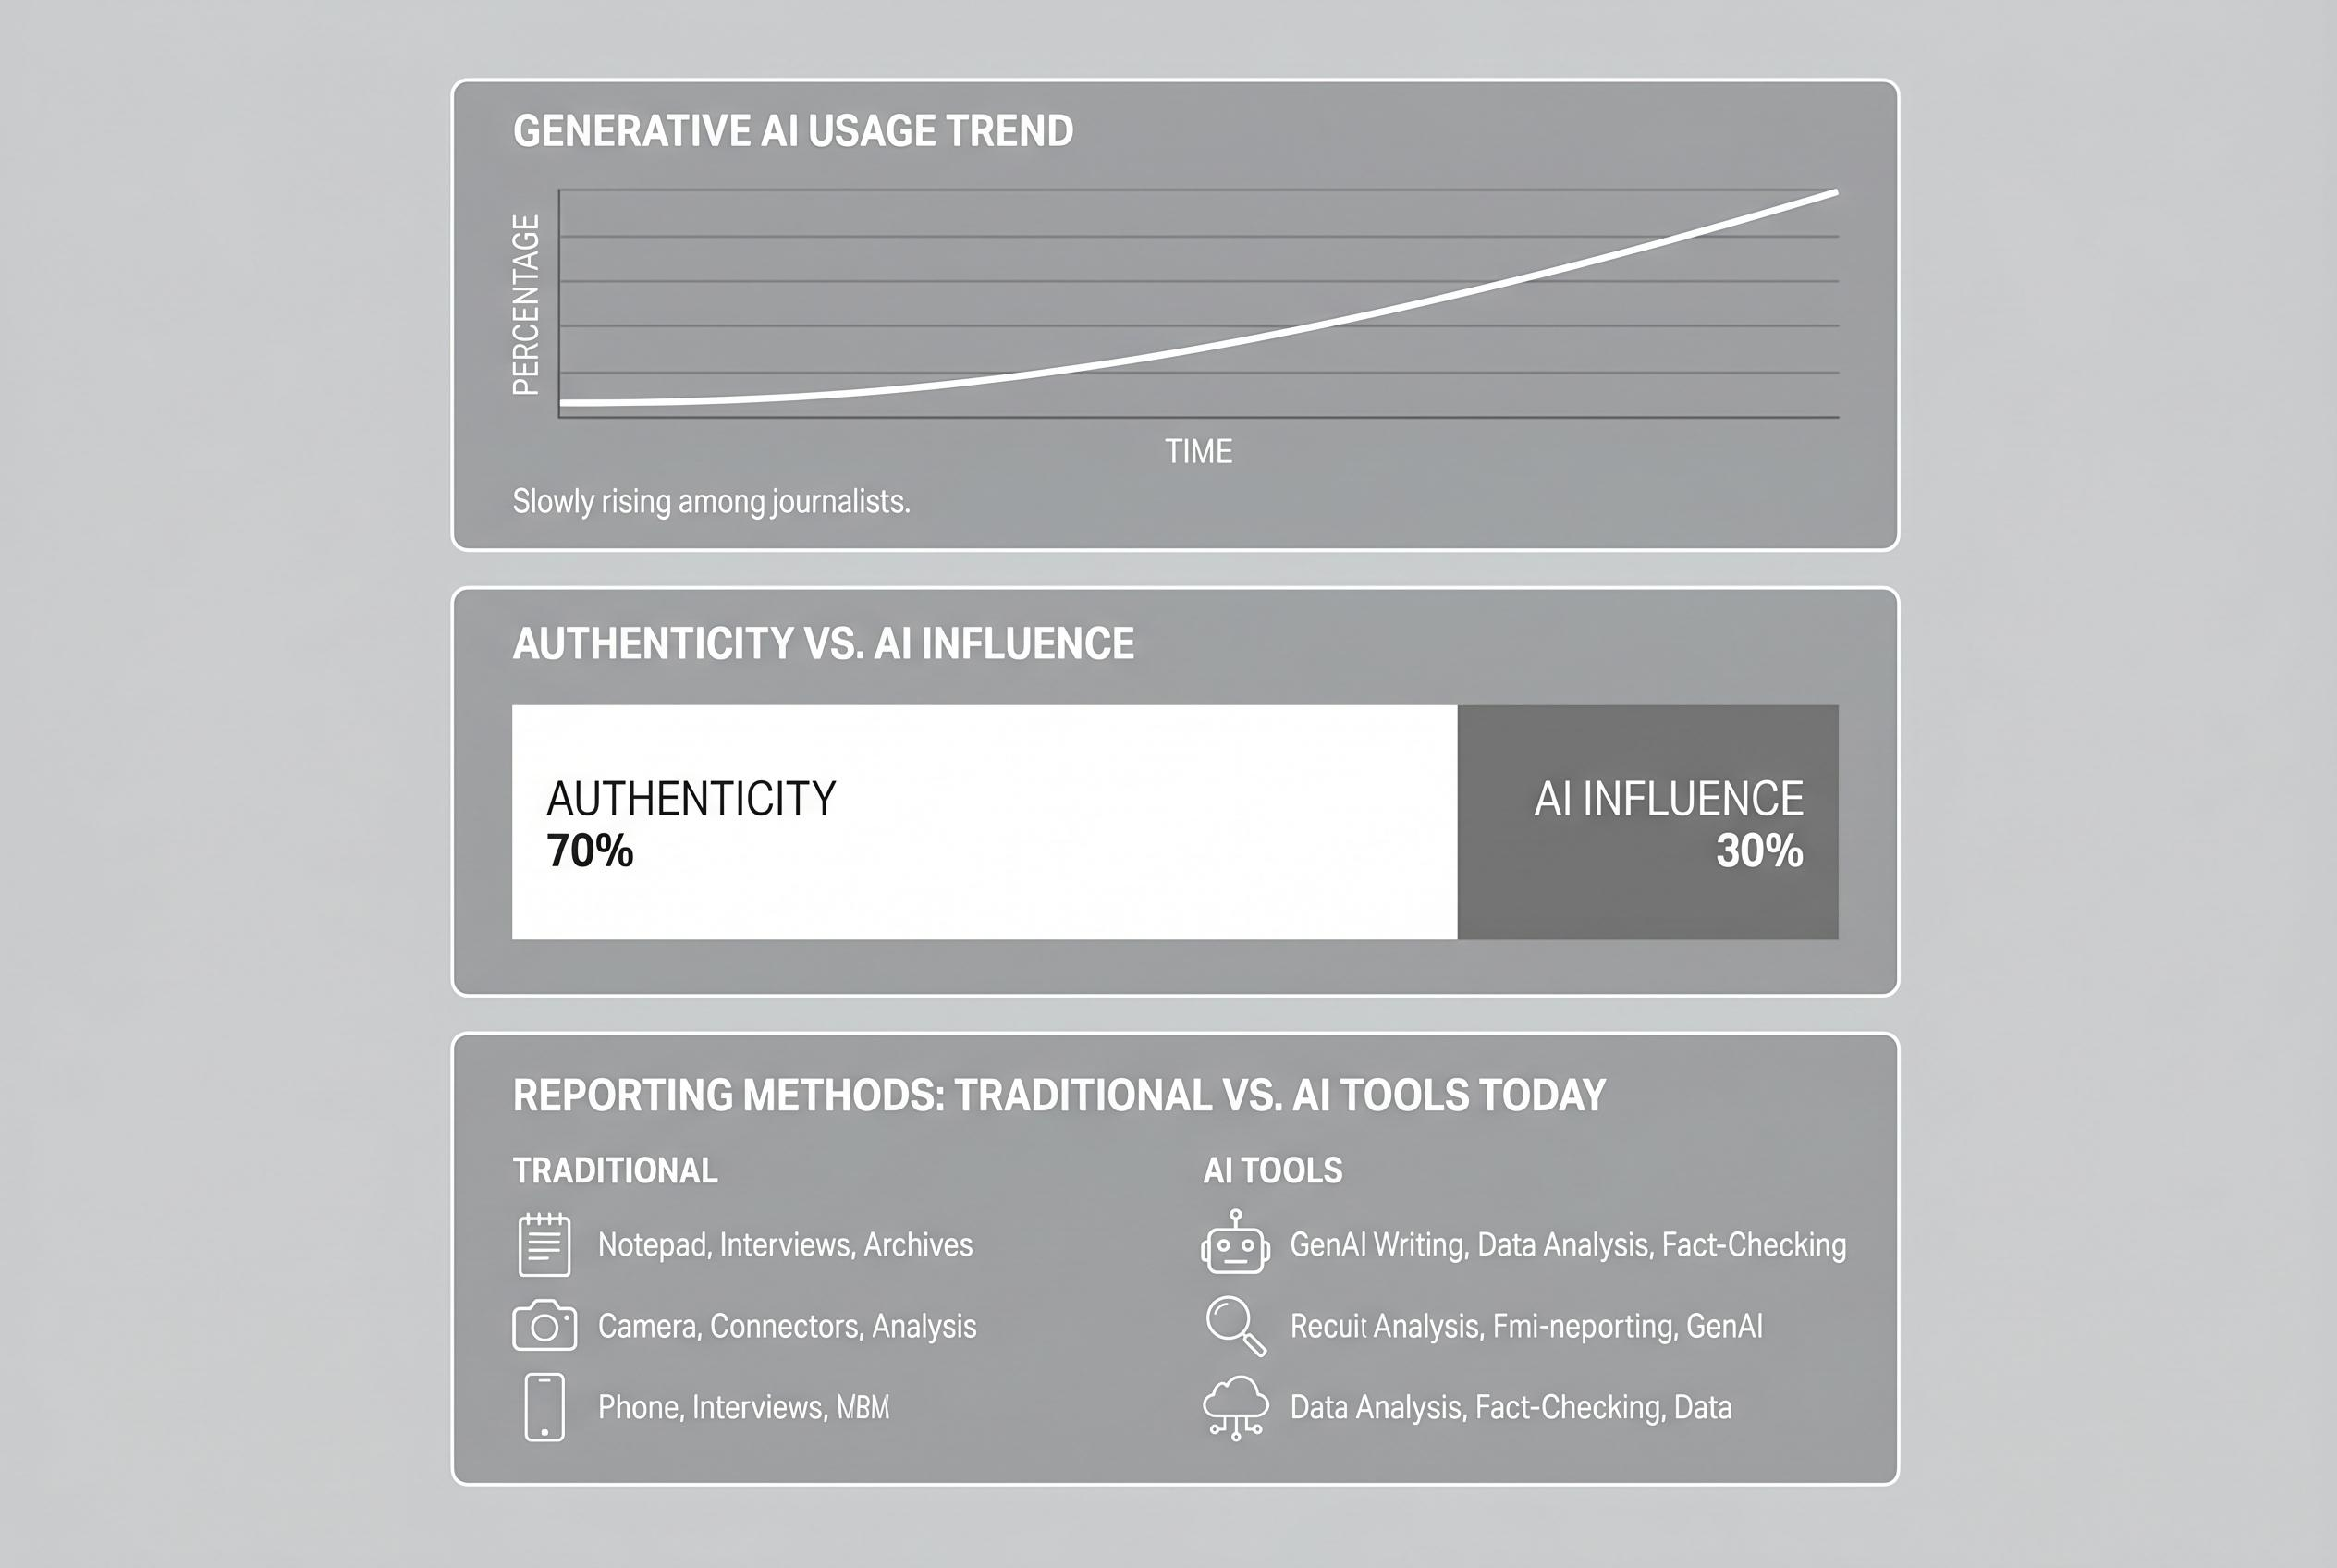 GENERATIVE AI USAGE TREND
PERCENTAGE
TIME
Slowly rising among journalists.
AUTHENTICITY VS. AI INFLUENCE
AUTHENTICITY
70%
AI INFLUENCE
30%
REPORTING METHODS: TRADITIONAL VS. AI TOOLS TODAY
TRADITIONAL
Notepad, Interviews, Archives
Camera, Connectors, Analysis
Phone, Interviews, MBM
AI TOOLS
GenAI Writing, Data Analysis, Fact-Checking
Recuit Analysis, Fmi-neporting, GenAI
Data Analysis, Fact-Checking, Data